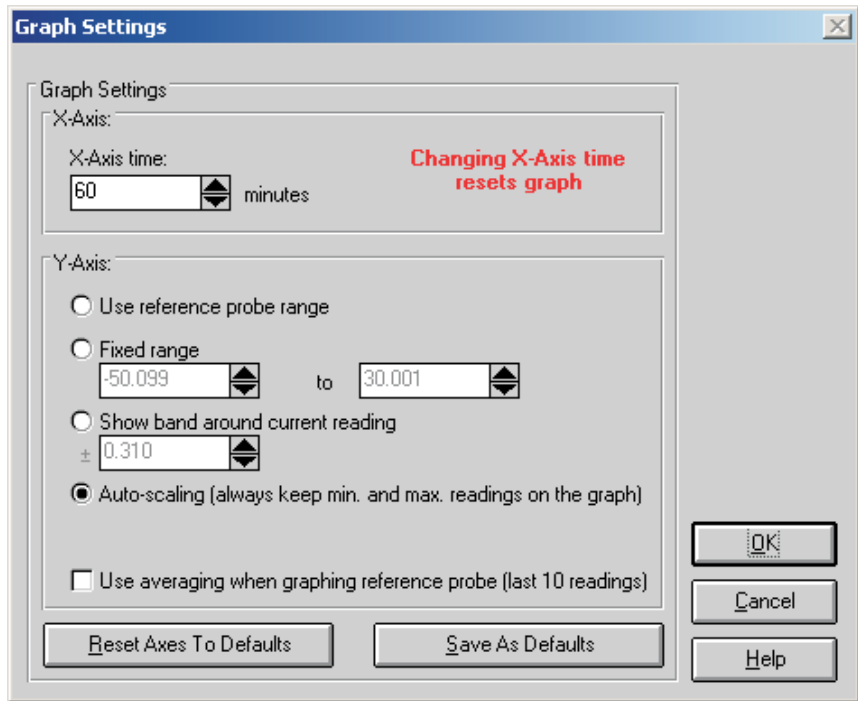 Graph Settings
Graph Settings
X-Axis:
X-Axis time:
60 minutes
Changing X-Axis time
resets graph
Y-Axis:
Use reference probe range
Fixed range
-50.099 to 30.001
Show band around current reading
± 0.310
Auto-scaling (always keep min. and max. readings on the graph)
Use averaging when graphing reference probe (last 10 readings)
Reset Axes To Defaults
Save As Defaults
OK
Cancel
Help